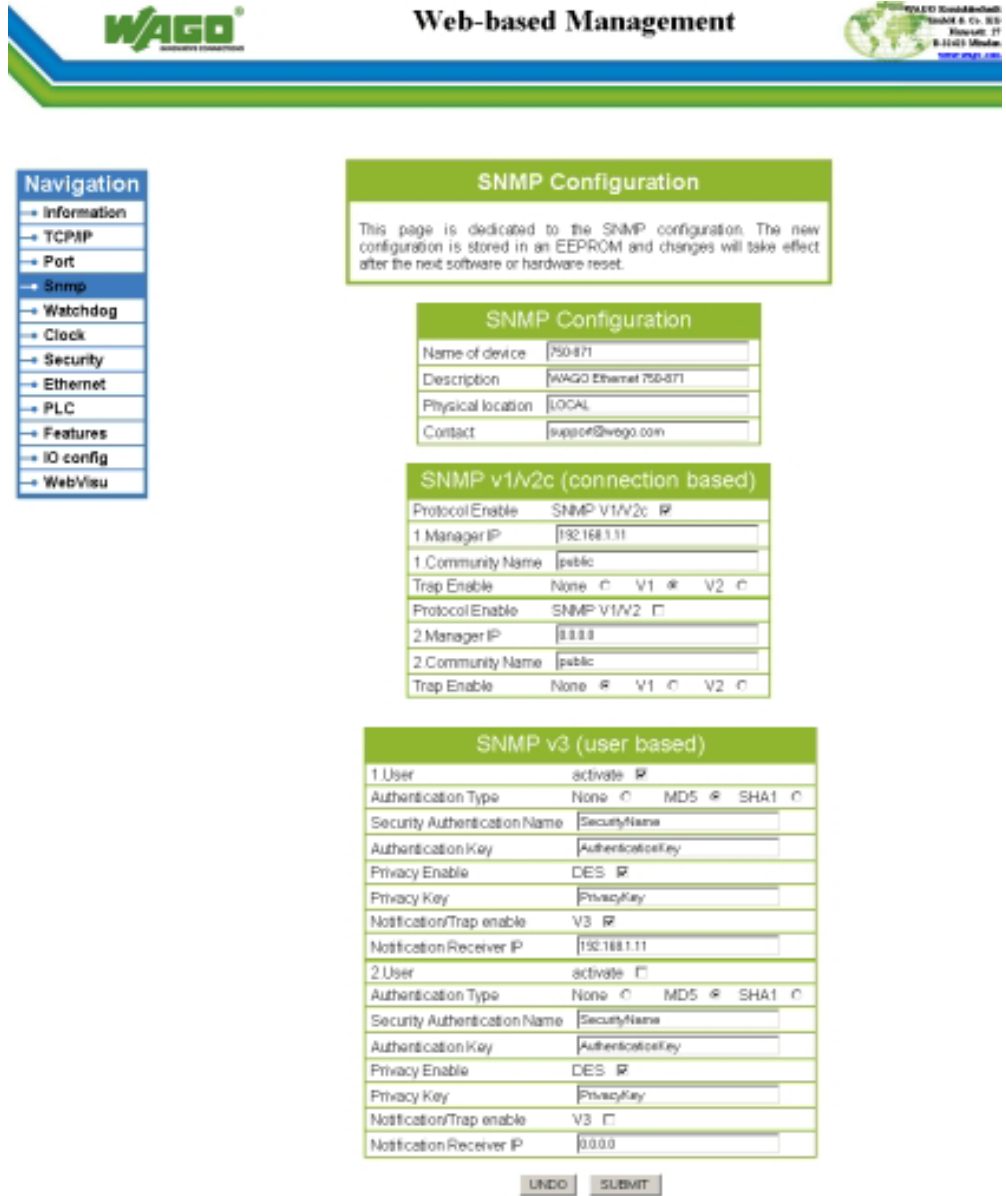 WAGO
INNOVATIVE CONNECTIONS
Web-based Management
Navigation
Information
TCP/IP
Port
Snmp
Watchdog
Clock
Security
Ethernet
PLC
Features
IO config
WebVisu
SNMP Configuration
This page is dedicated to the SNMP configuration. The new
configuration is stored in an EEPROM and changes will take effect
after the next software or hardware reset.
SNMP Configuration
Name of device 750-871
Description WAGO Ethernet 750-871
Physical location LOCAL
Contact support@wago.com
SNMP v1/v2c (connection based)
Protocol Enable SNMP V1/V2c
1.Manager IP 192.168.1.11
1.Community Name public
Trap Enable None V1 V2
Protocol Enable SNMP V1/V2
2.Manager IP 0.0.0.0
2.Community Name public
Trap Enable None V1 V2
SNMP v3 (user based)
1.User activate
Authentication Type None MD5 SHA1
Security Authentication Name SecurityName
Authentication Key AuthenticationKey
Privacy Enable DES
Privacy Key PrivacyKey
Notification/Trap enable V3
Notification Receiver IP 192.168.1.11
2.User activate
Authentication Type None MD5 SHA1
Security Authentication Name SecurityName
Authentication Key AuthenticationKey
Privacy Enable DES
Privacy Key PrivacyKey
Notification/Trap enable V3
Notification Receiver IP 0.0.0.0
UNDO SUBMIT